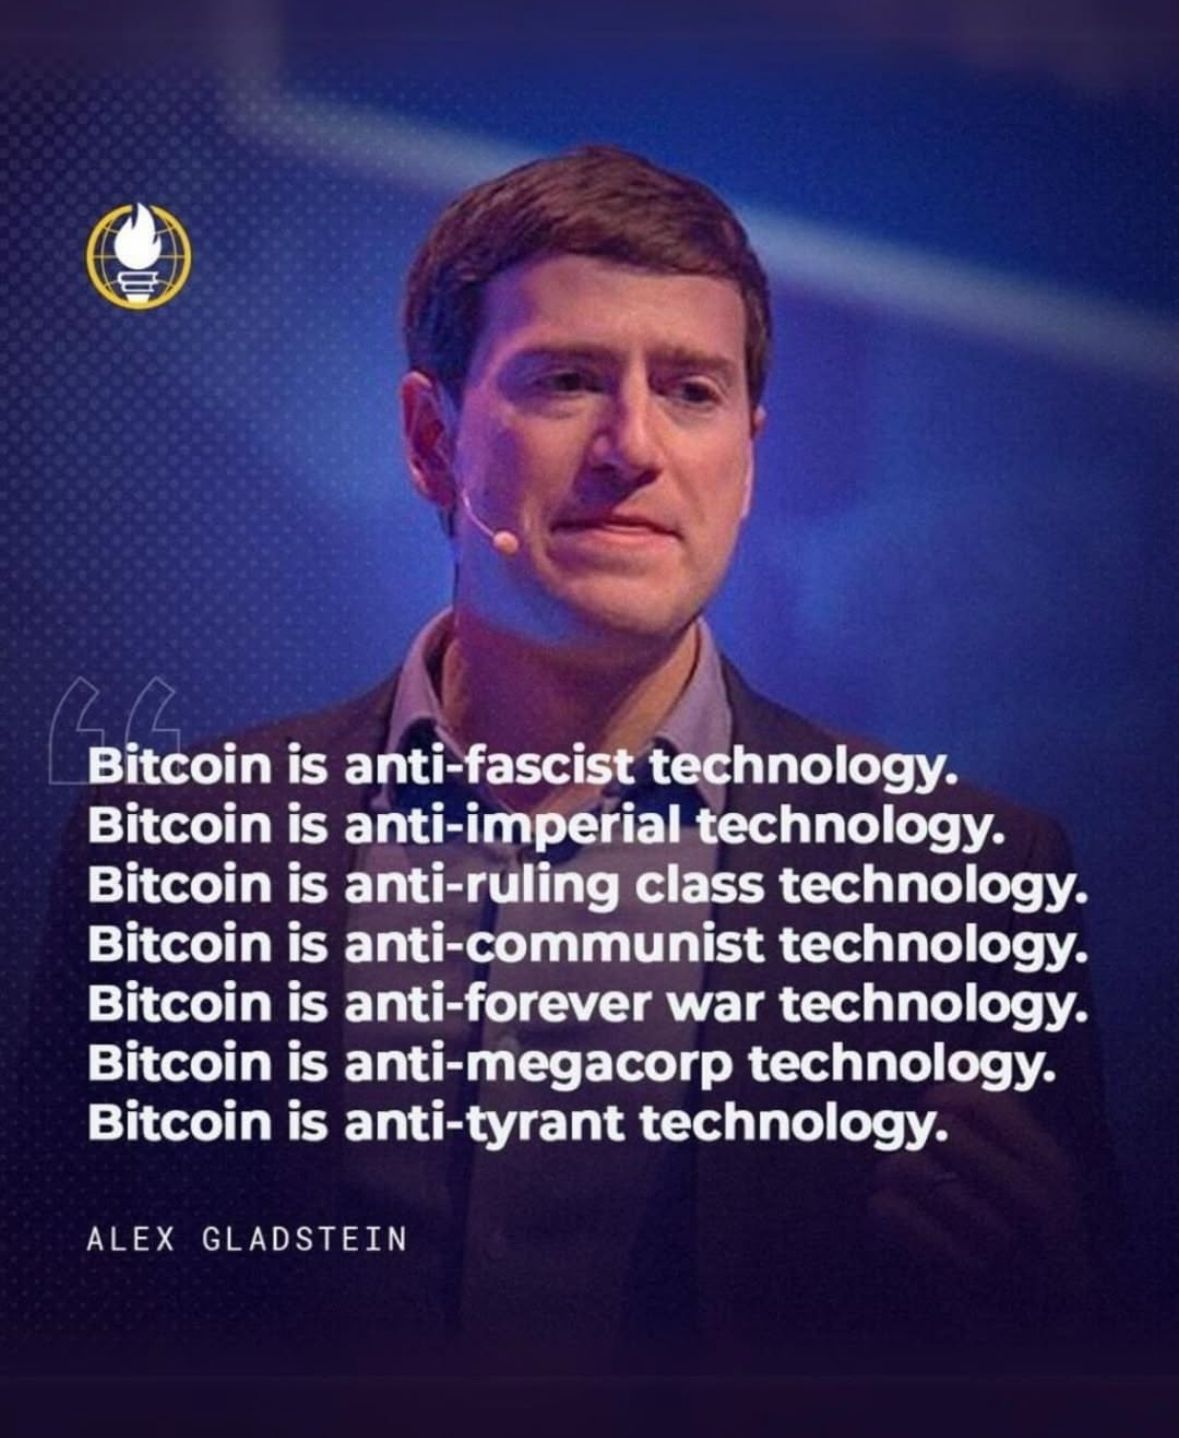 Bitcoin is anti-fascist technology.
Bitcoin is anti-imperial technology.
Bitcoin is anti-ruling class technology.
Bitcoin is anti-communist technology.
Bitcoin is anti-forever war technology.
Bitcoin is anti-megacorp technology.
Bitcoin is anti-tyrant technology.
ALEX GLADSTEIN